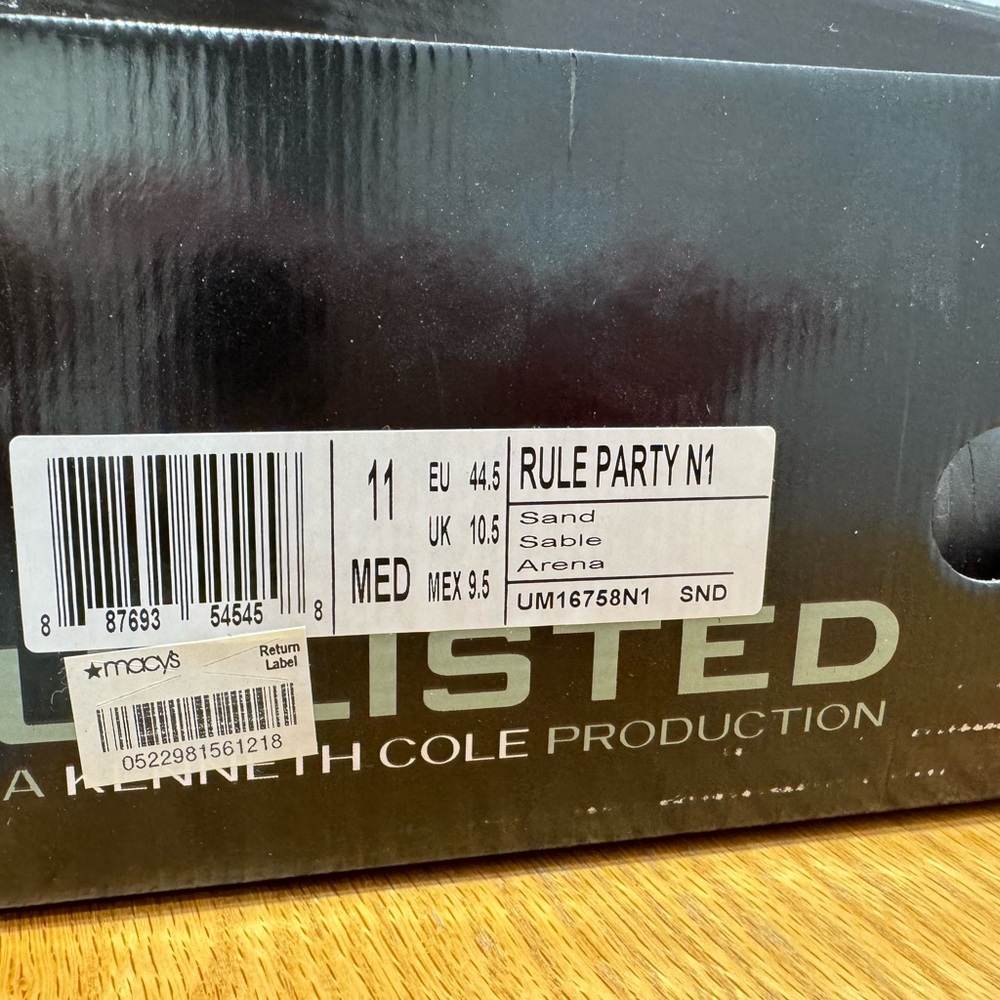 11
MED
EU 44.5
UK 10.5
MEX 9.5
RULE PARTY N1
Sand
Sable
Arena
UM16758N1 SND
8 87693 54545 8
macy's
Return
Label
0522981561218
LISTED
A KENNETH COLE PRODUCTION